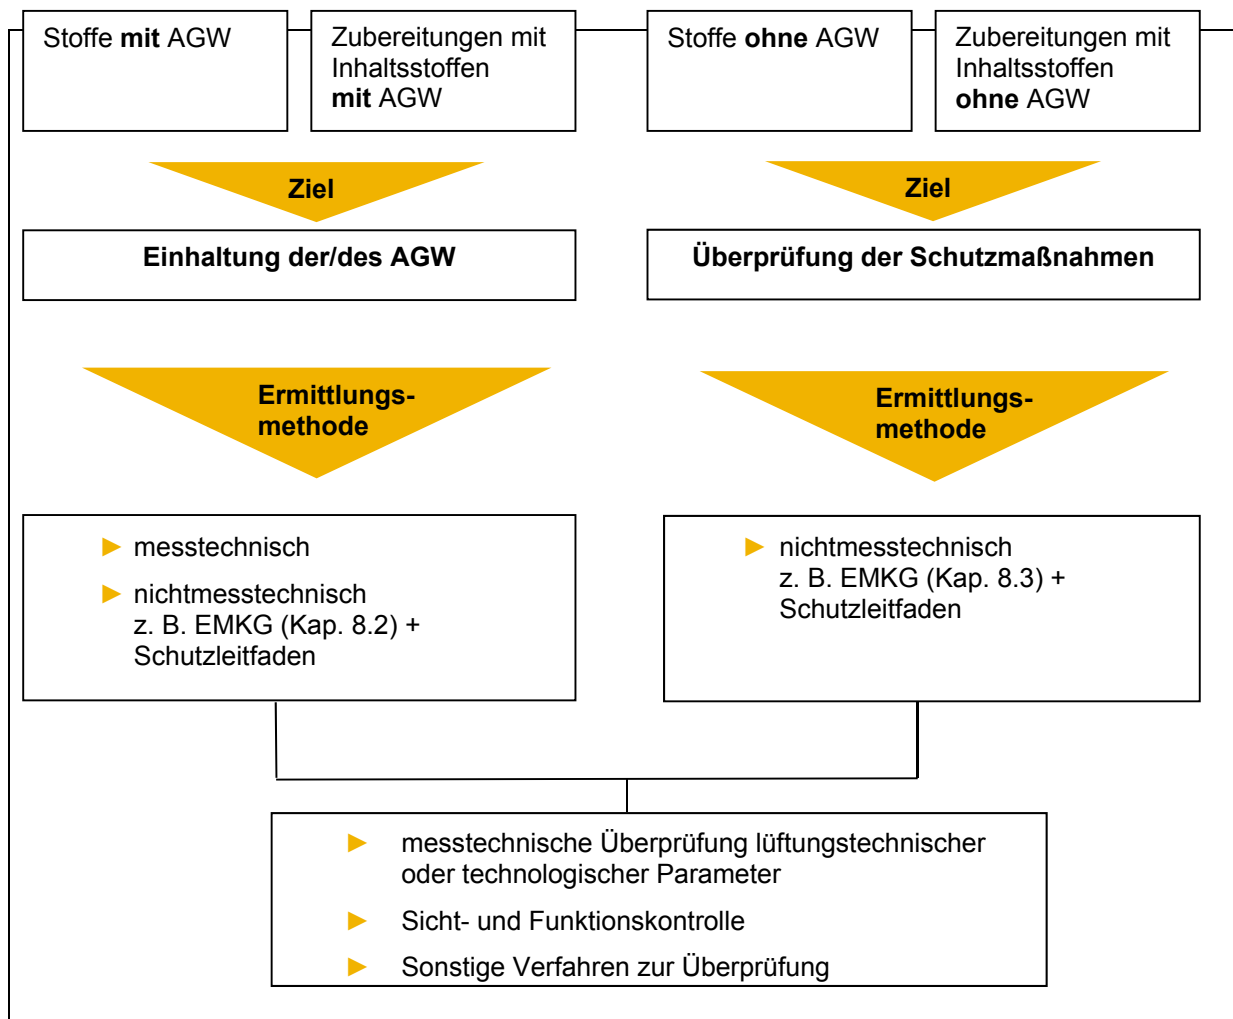 Stoffe mit AGW
Zubereitungen mit
Inhaltsstoffen
mit AGW
Stoffe ohne AGW
Zubereitungen mit
Inhaltsstoffen
ohne AGW
Ziel
Ziel
Einhaltung der/des AGW
Überprüfung der Schutzmaßnahmen
Ermittlungs-
methode
Ermittlungs-
methode
messtechnisch
nichtmesstechnisch
z. B. EMKG (Kap. 8.2) +
Schutzleitfaden
nichtmesstechnisch
z. B. EMKG (Kap. 8.3) +
Schutzleitfaden
messtechnische Überprüfung lüftungstechnischer
oder technologischer Parameter
Sicht- und Funktionskontrolle
Sonstige Verfahren zur Überprüfung